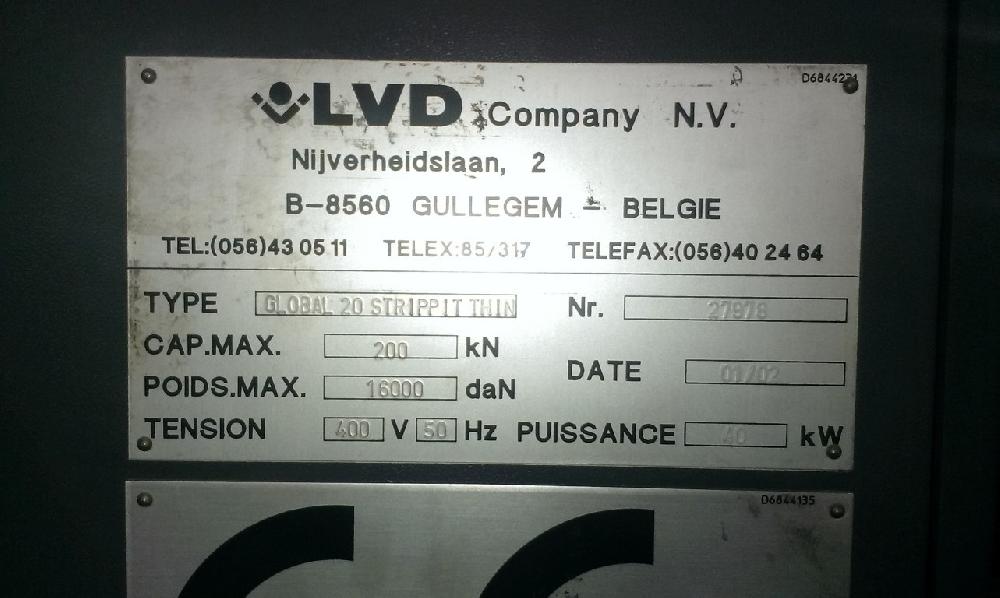 D6844231
LVD Company N.V.
Nijverheidslaan, 2
B-8560 GULLEGEM - BELGIE
TEL:(056)43 05 11 TELEX:85/317 TELEFAX:(056)40 24 64
TYPE GLOBAL 20 STRIPPIT THIN Nr. 27978
CAP.MAX. 200 kN
DATE 01/02
POIDS.MAX. 16000 daN
TENSION 400 V 50 Hz PUISSANCE 40 kW
D6844135
CE